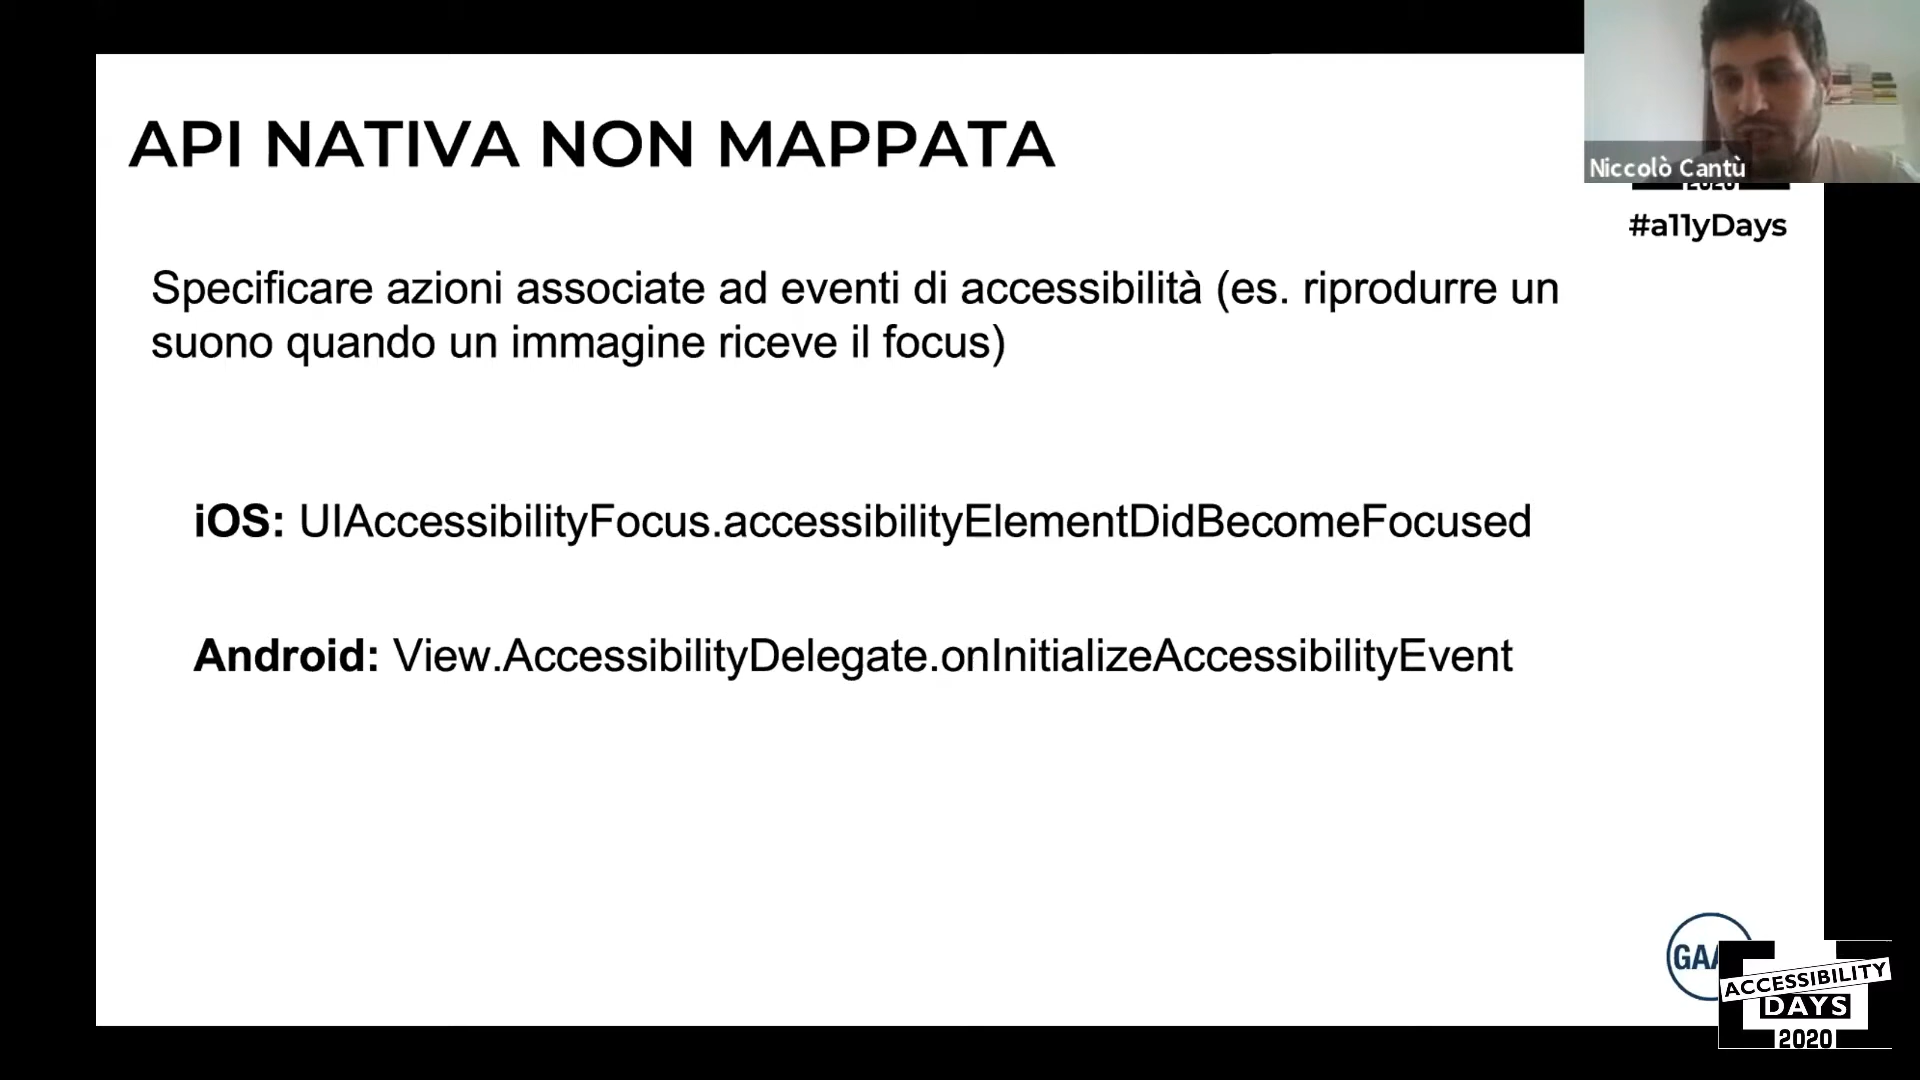 API NATIVA NON MAPPATA
Niccolò Cantù
2020
#a11yDays
Specificare azioni associate ad eventi di accessibilità (es. riprodurre un
suono quando un immagine riceve il focus)
iOS: UIAccessibilityFocus.accessibilityElementDidBecomeFocused
Android: View.AccessibilityDelegate.onInitializeAccessibilityEvent
ACCESSIBILITY
DAYS
2020